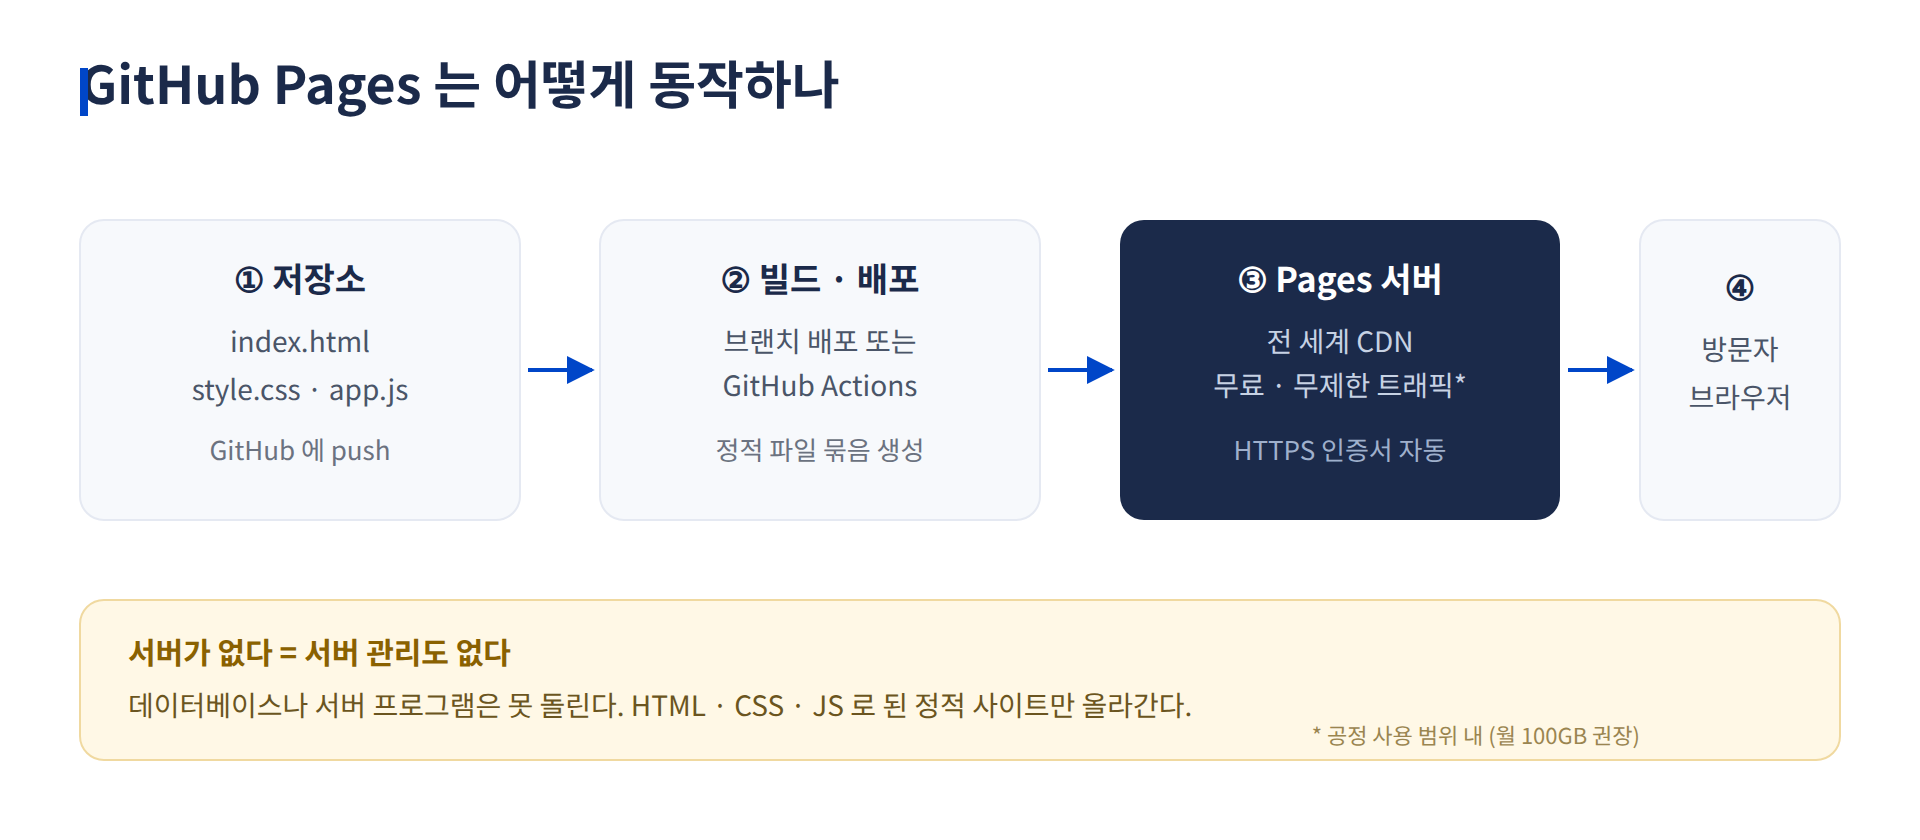 GitHub Pages 는 어떻게 동작하나
① 저장소
index.html
style.css · app.js
GitHub 에 push
② 빌드 · 배포
브랜치 배포 또는
GitHub Actions
정적 파일 묶음 생성
③ Pages 서버
전 세계 CDN
무료 · 무제한 트래픽*
HTTPS 인증서 자동
④
방문자
브라우저
서버가 없다 = 서버 관리도 없다
데이터베이스나 서버 프로그램은 못 돌린다. HTML · CSS · JS 로 된 정적 사이트만 올라간다.
* 공정 사용 범위 내 (월 100GB 권장)